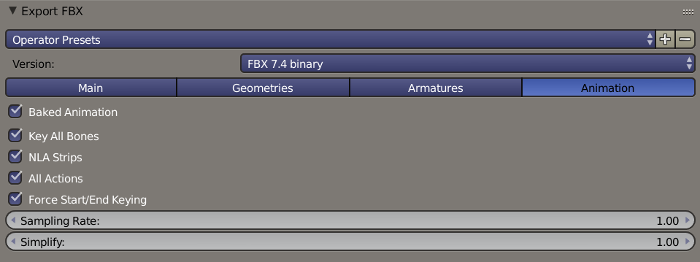 Export FBX
Operator Presets
Version: FBX 7.4 binary
Main Geometries Armatures Animation
Baked Animation
Key All Bones
NLA Strips
All Actions
Force Start/End Keying
Sampling Rate: 1.00
Simplify: 1.00